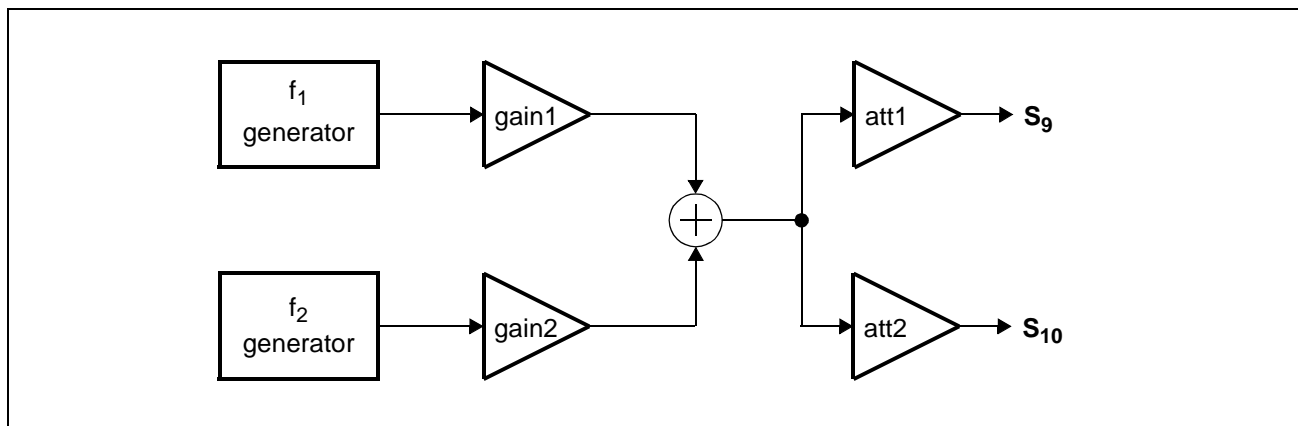 f₁
generator
gain1
att1
S₉
f₂
generator
gain2
att2
S₁₀